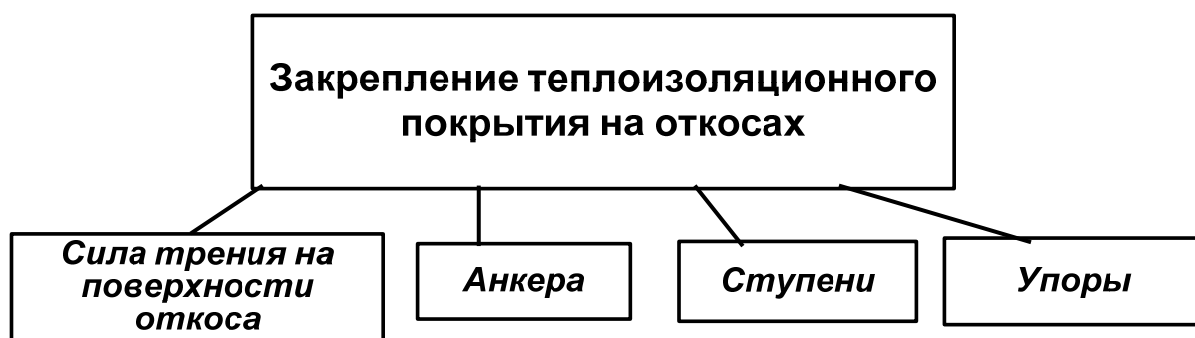 Закрепление теплоизоляционного
покрытия на откосах
Сила трения на
поверхности
откоса
Анкера
Ступени
Упоры